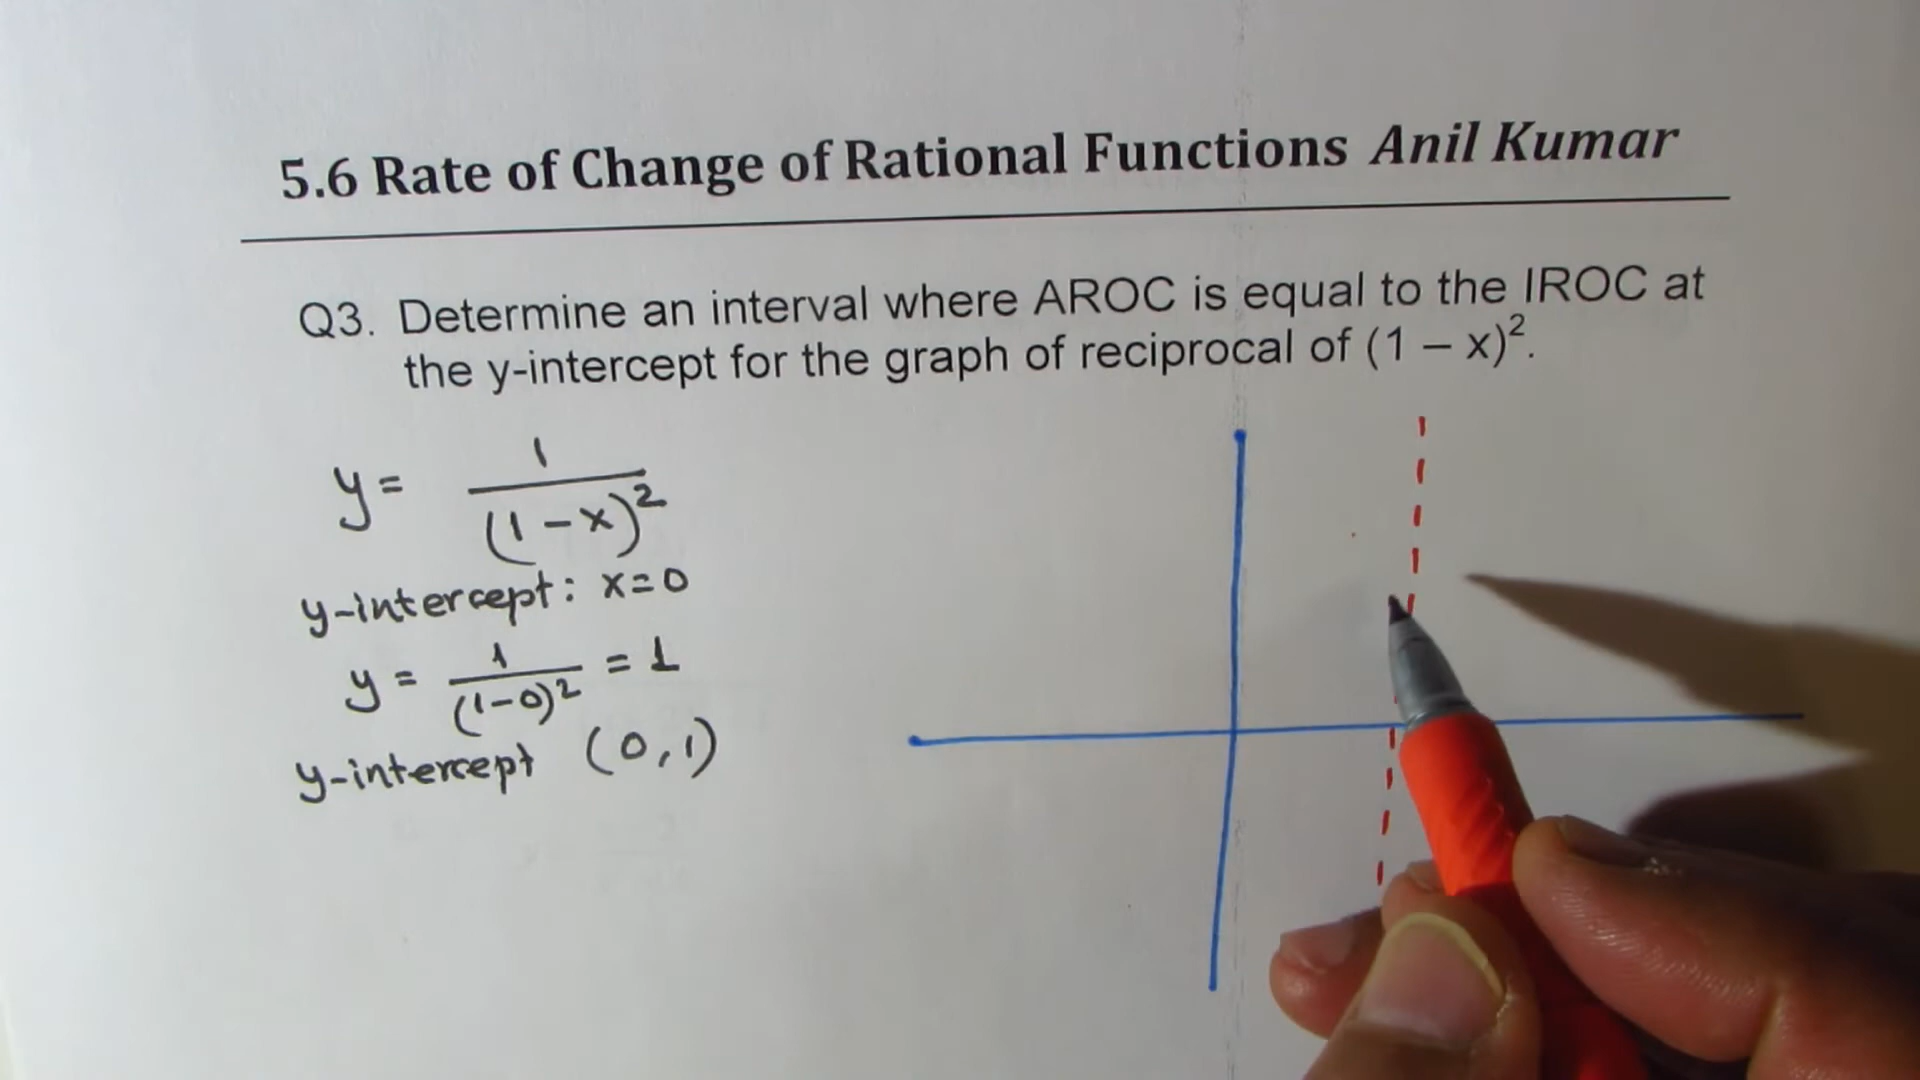 5.6 Rate of Change of Rational Functions Anil Kumar
Q3. Determine an interval where AROC is equal to the IROC at
the y-intercept for the graph of reciprocal of (1 – x)².
y = 1/(1-x)²
y-intercept: x=0
y = 1/(1-0)² = 1
y-intercept (0,1)